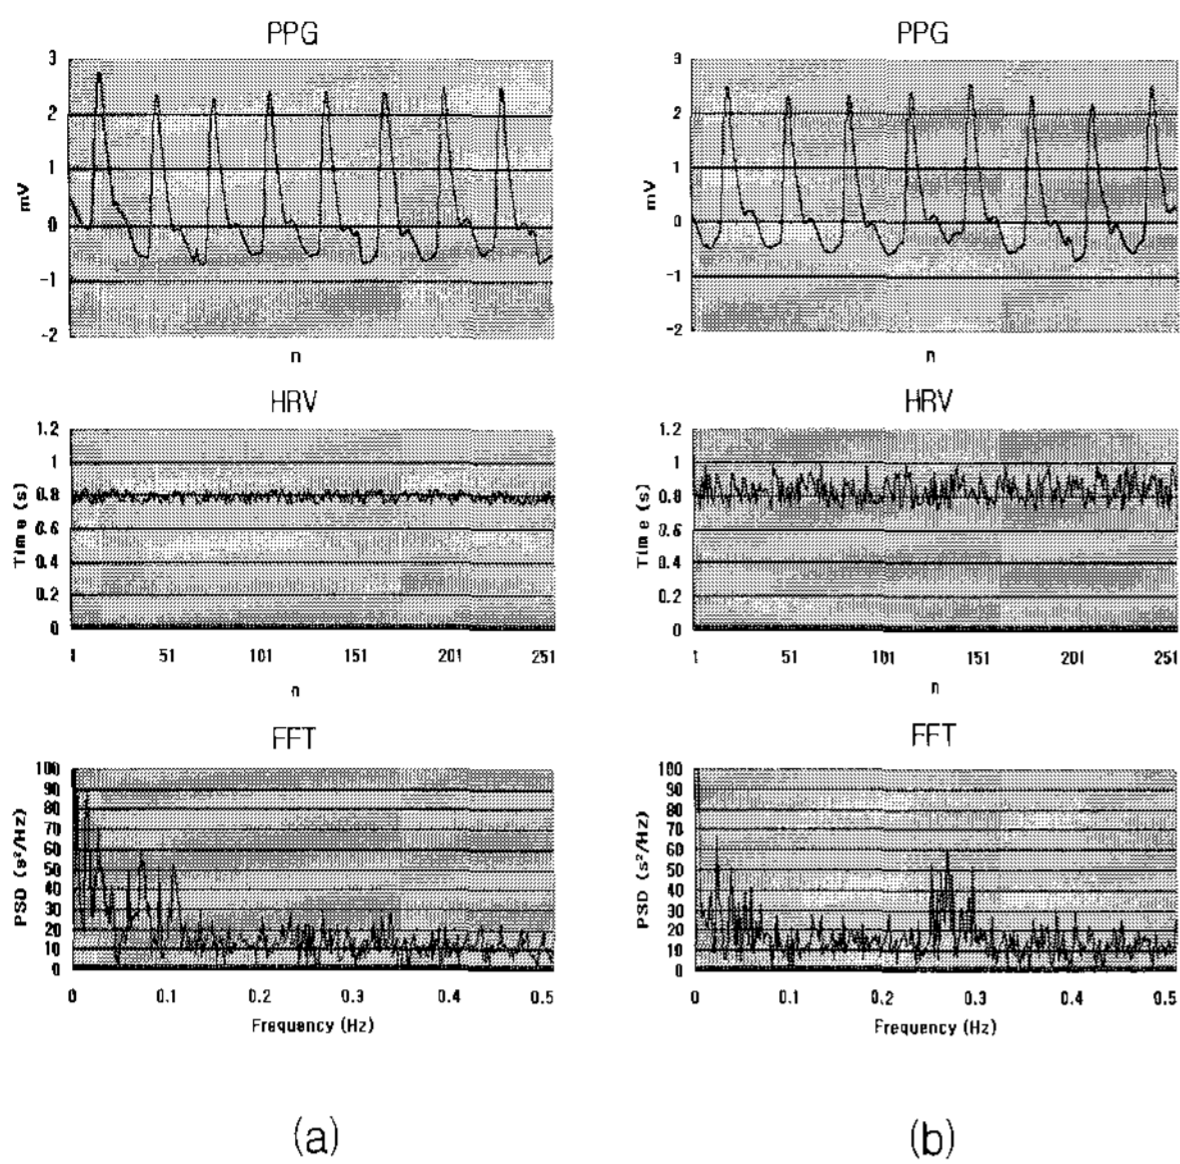 PPG
3
2
1
0
-1
-2
mV
n
HRV
1.2
1
0.8
0.6
0.4
0.2
0
Time (s)
1 51 101 151 201 251
n
FFT
100
90
80
70
60
50
40
30
20
10
0
PSD (s²/Hz)
0 0.1 0.2 0.3 0.4 0.5
Frequency (Hz)
(a)
PPG
3
2
1
0
-1
-2
mV
n
HRV
1.2
1
0.8
0.6
0.4
0.2
0
Time (s)
1 51 101 151 201 251
n
FFT
100
90
80
70
60
50
40
30
20
10
0
PSD (s²/Hz)
0 0.1 0.2 0.3 0.4 0.5
Frequency (Hz)
(b)